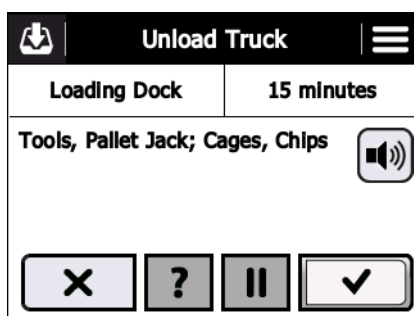 Unload Truck
Loading Dock 15 minutes
Tools, Pallet Jack; Cages, Chips
?